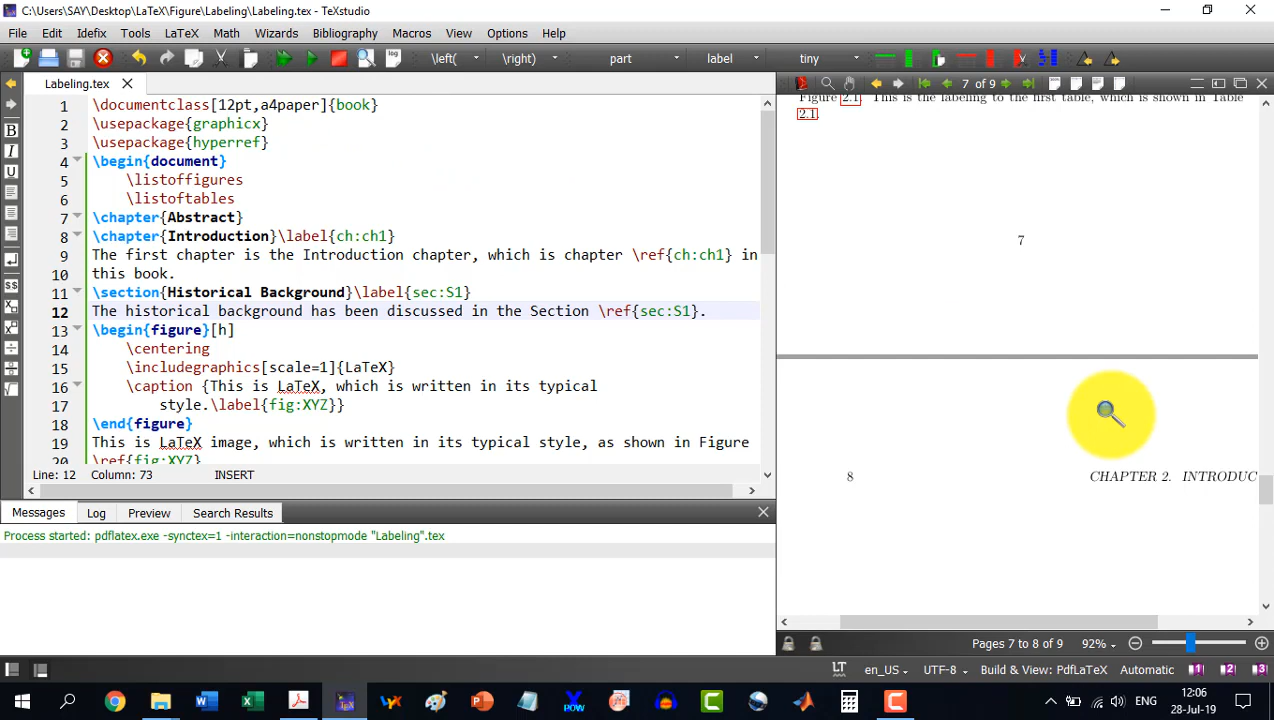 C:\Users\SAY\Desktop\LaTeX\Figure\Labeling\Labeling.tex - TeXstudio
File Edit Idefix Tools LaTeX Math Wizards Bibliography Macros View Options Help
\left( \right) part label tiny
Labeling.tex
7 of 9
1 \documentclass[12pt,a4paper]{book}
2 \usepackage{graphicx}
3 \usepackage{hyperref}
4 \begin{document}
5 \listoffigures
6 \listoftables
7 \chapter{Abstract}
8 \chapter{Introduction}\label{ch:ch1}
9 The first chapter is the Introduction chapter, which is chapter \ref{ch:ch1} in
10 this book.
11 \section{Historical Background}\label{sec:S1}
12 The historical background has been discussed in the Section \ref{sec:S1}.
13 \begin{figure}[h]
14 \centering
15 \includegraphics[scale=1]{LaTeX}
16 \caption {This is LaTeX, which is written in its typical
17 style.\label{fig:XYZ}}
18 \end{figure}
19 This is LaTeX image, which is written in its typical style, as shown in Figure
20 \ref{fig:XYZ}
Figure 2.1. This is the labeling to the first table, which is shown in Table
2.1.
7
8 CHAPTER 2. INTRODUC
Line: 12 Column: 73 INSERT
Messages Log Preview Search Results
Process started: pdflatex.exe -synctex=1 -interaction=nonstopmode "Labeling".tex
Pages 7 to 8 of 9 92%
LT en_US UTF-8 Build & View: PdfLaTeX Automatic 1 2 3
ENG
12:06
28-Jul-19